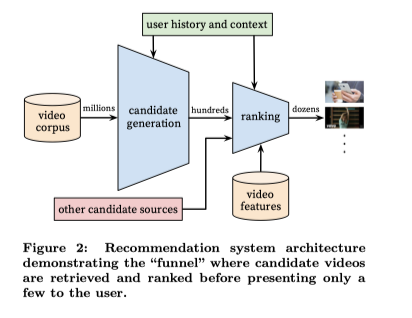 user history and context
video
corpus
millions
candidate
generation
hundreds
ranking
dozens
other candidate sources
video
features
Figure 2: Recommendation system architecture
demonstrating the “funnel” where candidate videos
are retrieved and ranked before presenting only a
few to the user.